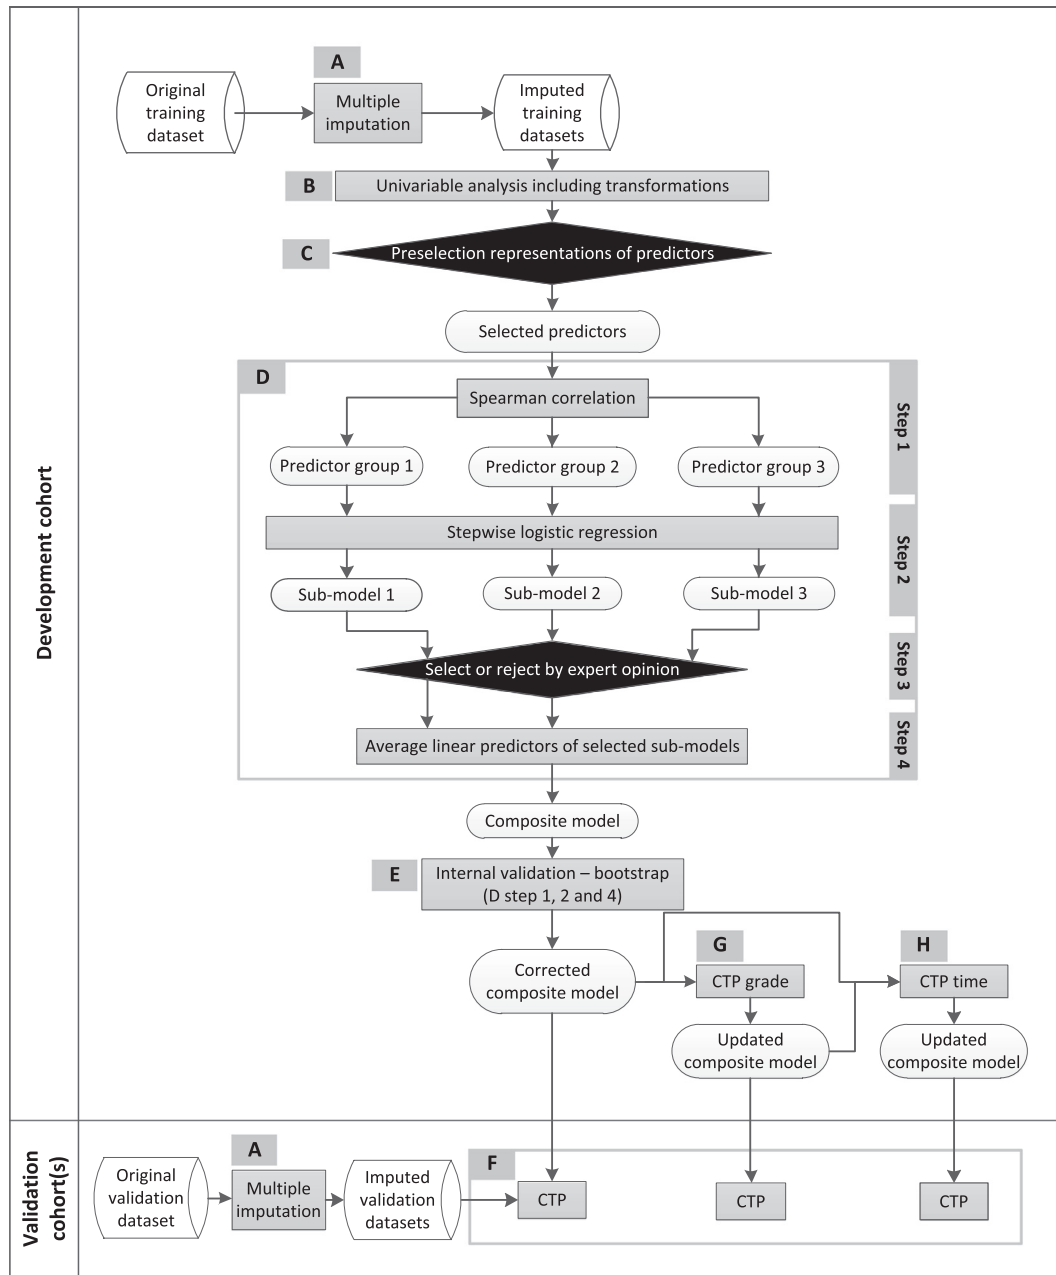 Development cohort
A
Original
training
dataset
Multiple
imputation
Imputed
training
datasets
B
Univariable analysis including transformations
C
Preselection representations of predictors
Selected predictors
D
Step 1
Spearman correlation
Predictor group 1
Predictor group 2
Predictor group 3
Step 2
Stepwise logistic regression
Sub-model 1
Sub-model 2
Sub-model 3
Step 3
Select or reject by expert opinion
Step 4
Average linear predictors of selected sub-models
Composite model
E
Internal validation – bootstrap
(D step 1, 2 and 4)
Corrected
composite model
G
CTP grade
Updated
composite model
H
CTP time
Updated
composite model
Validation
cohort(s)
A
Original
validation
dataset
Multiple
imputation
Imputed
validation
datasets
F
CTP
CTP
CTP